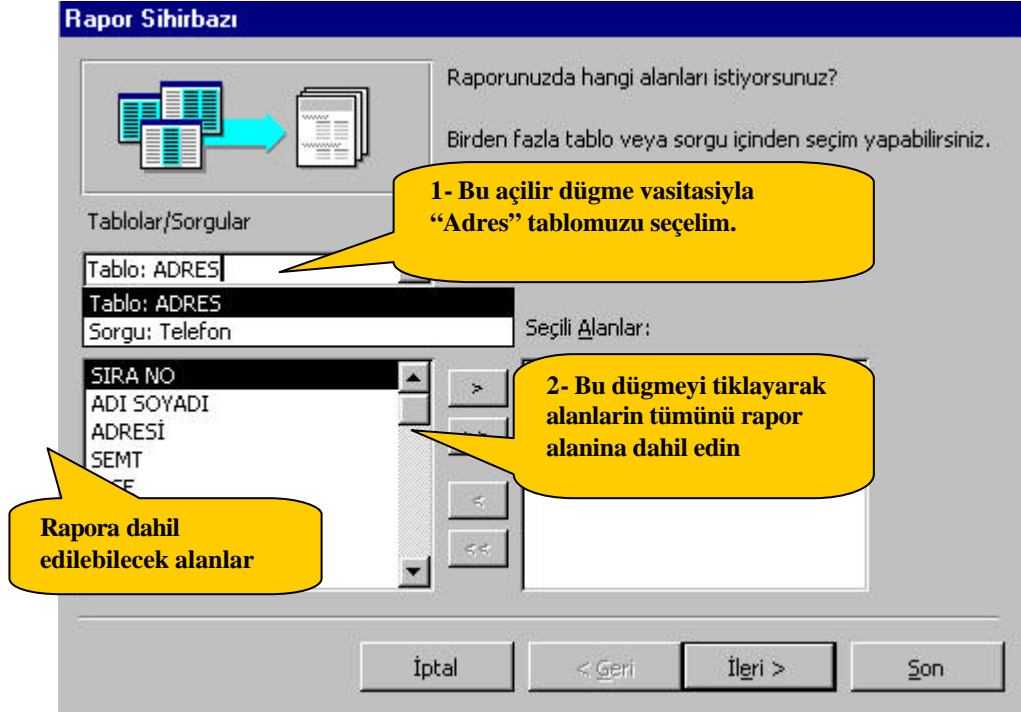 Rapor Sihirbazı
Raporunuzda hangi alanları istiyorsunuz?
Birden fazla tablo veya sorgu içinden seçim yapabilirsiniz.
1- Bu açilir dügme vasitasiyla
“Adres” tablomuzu seçelim.
Tablolar/Sorgular
Tablo: ADRES
Tablo: ADRES
Sorgu: Telefon
Seçili Alanlar:
SIRA NO
ADI SOYADI
ADRESİ
SEMT
>
2- Bu dügmeyi tiklayarak
alanlarin tümünü rapor
alanina dahil edin
<
<<
Rapora dahil
edilebilecek alanlar
İptal
< Geri
İleri >
Son